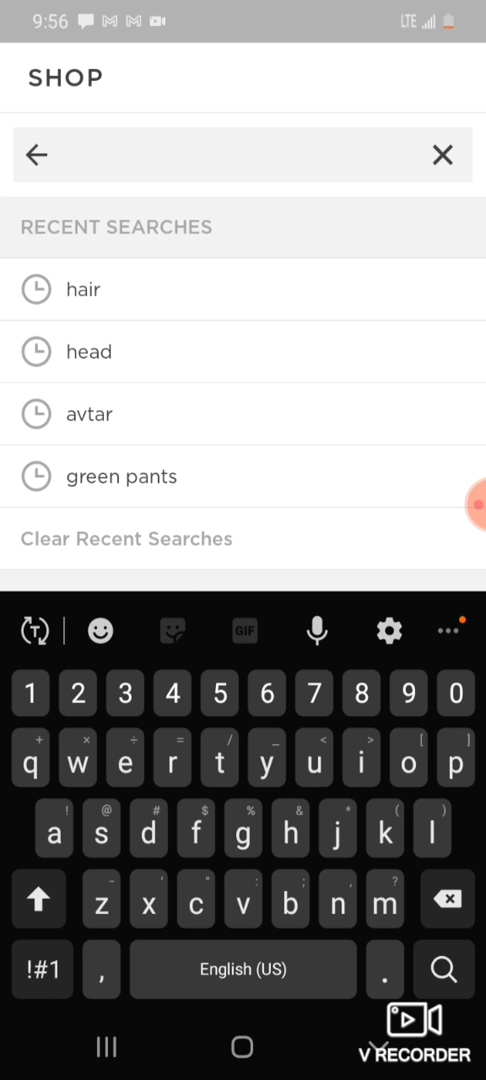 9:56 LTE
SHOP
RECENT SEARCHES
hair
head
avtar
green pants
Clear Recent Searches
T GIF
1 2 3 4 5 6 7 8 9 0
+ × ÷ = / _ < > [ ]
q w e r t y u i o p
! @ # $ % & * ( )
a s d f g h j k l
- ' " : ; , ?
z x c v b n m
!#1 , English (US) .
V RECORDER